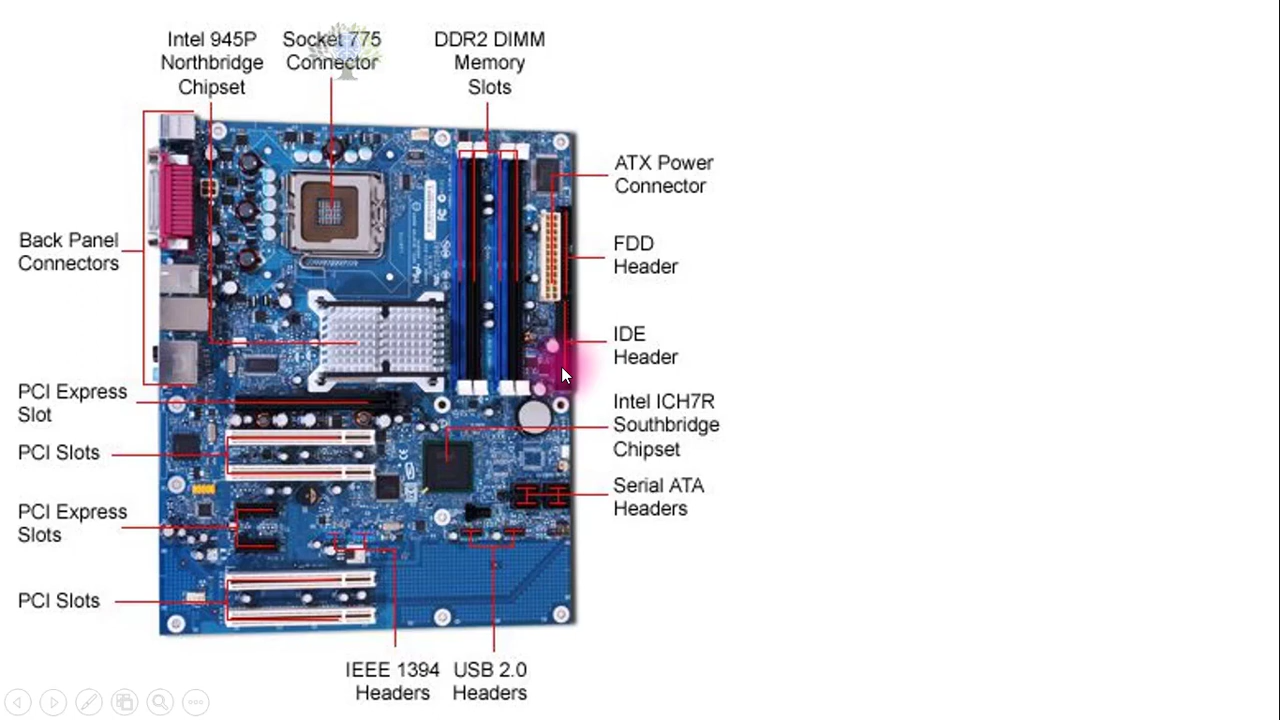 Intel 945P
Northbridge
Chipset
Socket 775
Connector
DDR2 DIMM
Memory
Slots
ATX Power
Connector
FDD
Header
IDE
Header
Intel ICH7R
Southbridge
Chipset
Serial ATA
Headers
Back Panel
Connectors
PCI Express
Slot
PCI Slots
PCI Express
Slots
PCI Slots
IEEE 1394
Headers
USB 2.0
Headers